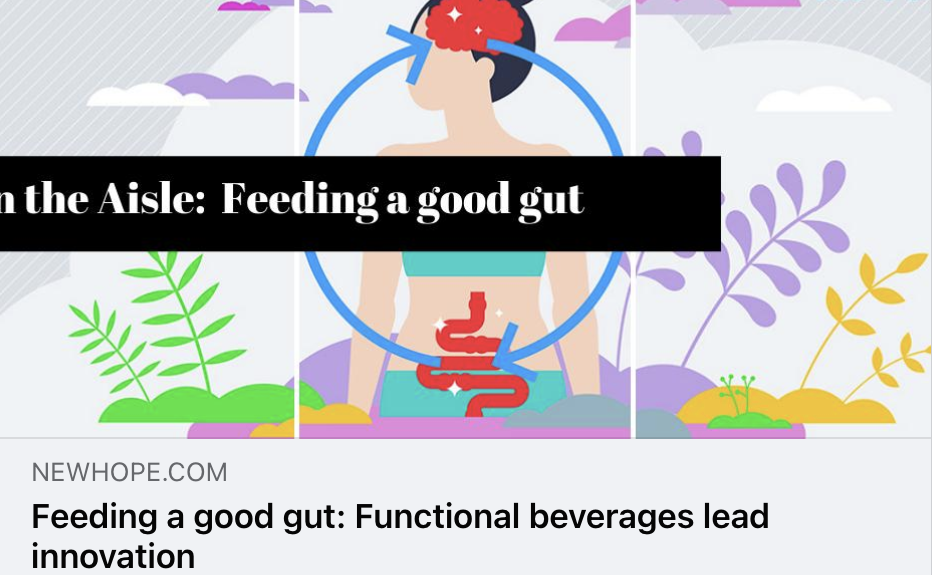 n the Aisle: Feeding a good gut
NEWHOPE.COM
Feeding a good gut: Functional beverages lead
innovation